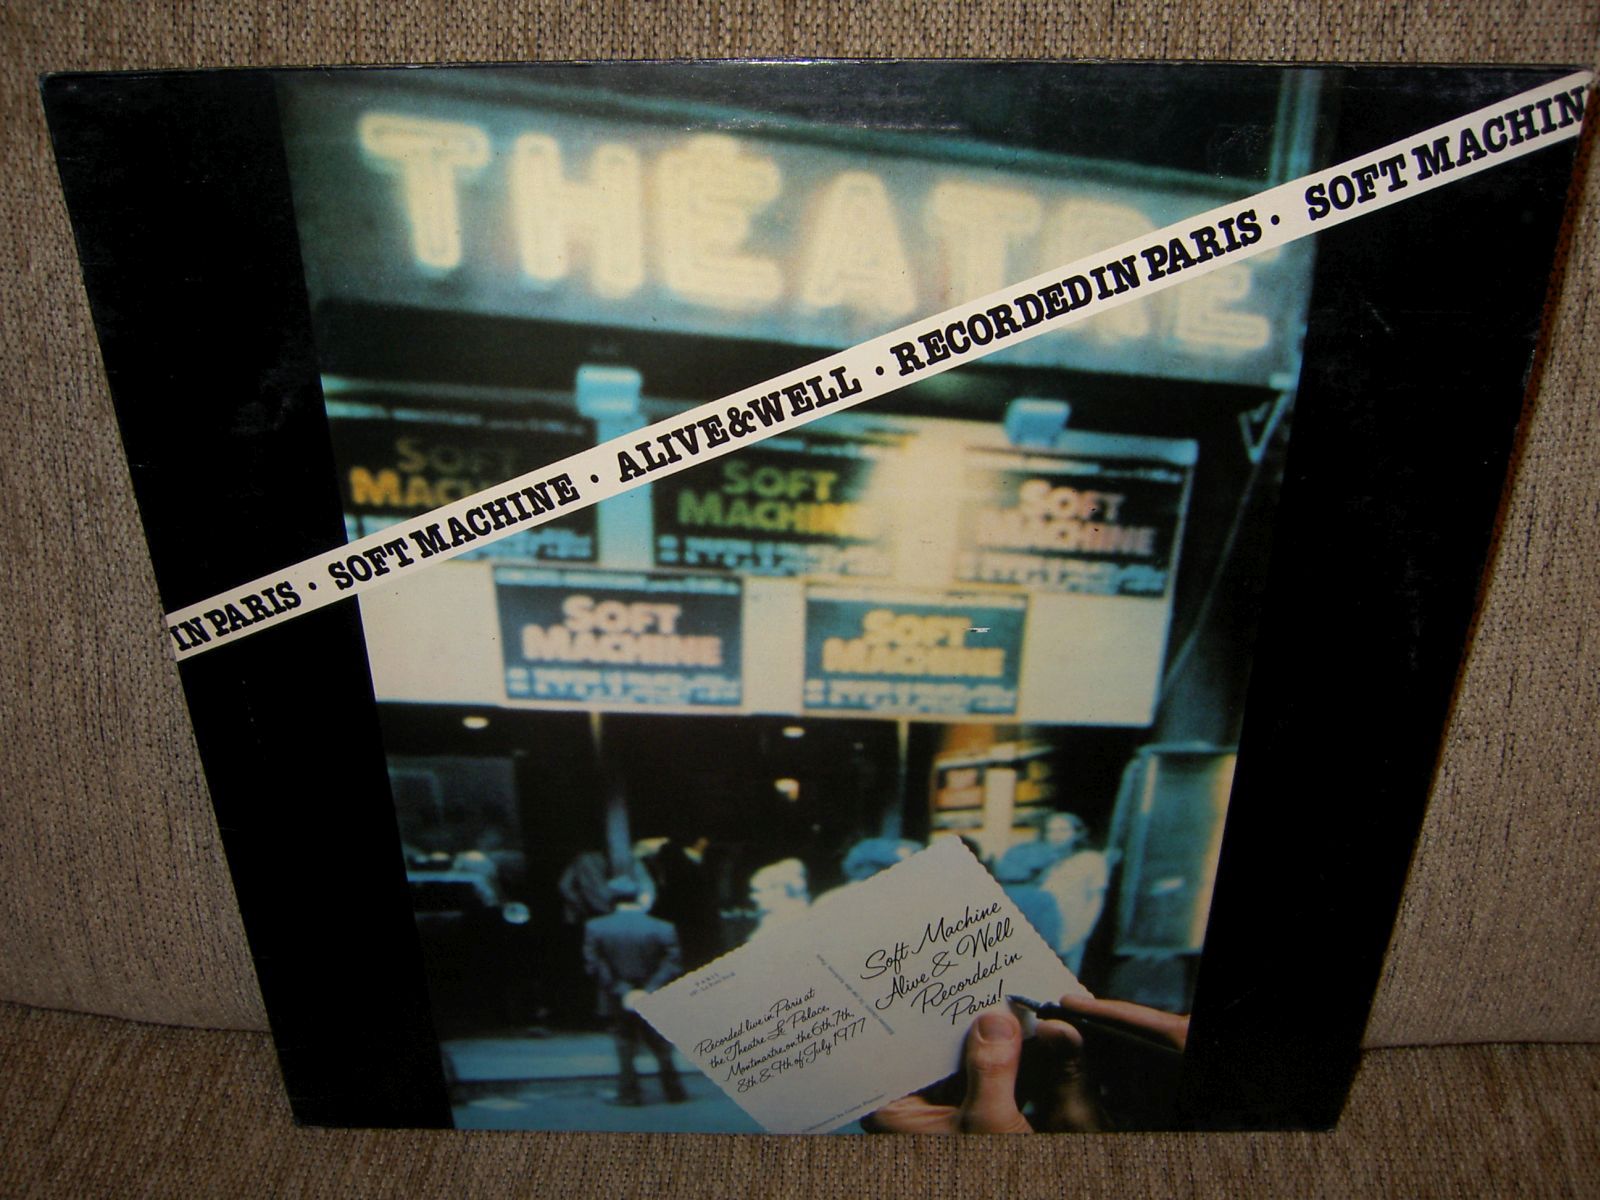 THÉATRE
IN PARIS · SOFT MACHINE · ALIVE&WELL · RECORDED IN PARIS · SOFT MACHIN
SOFT
MACHINE
SOFT
MACHINE
SOFT
MACHINE
SOFT
MACHINE
PARIS
Recorded live in Paris at
the Theatre Le Palace,
Montmartre, on the 6th, 7th,
8th & 9th of July 1977
Soft Machine
Alive & Well
Recorded in
Paris!